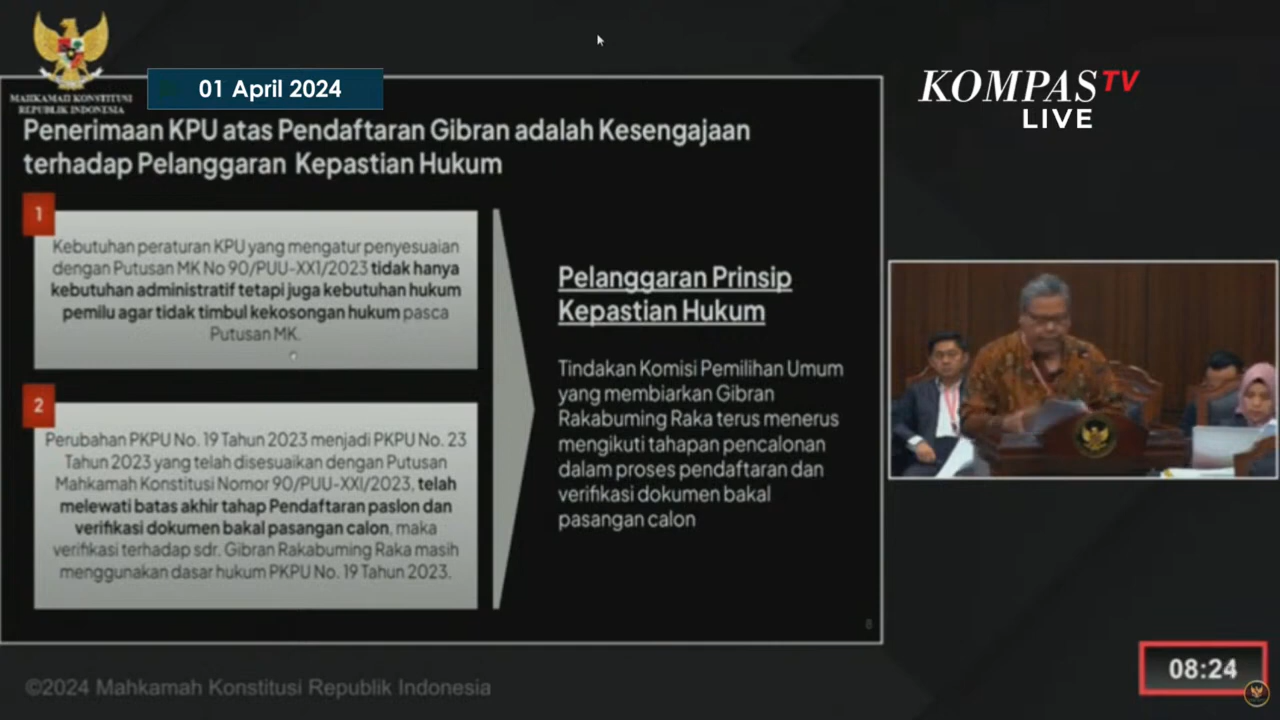 MAHKAMAH KONSTITUSI
REPUBLIK INDONESIA
01 April 2024
KOMPAS TV
LIVE
Penerimaan KPU atas Pendaftaran Gibran adalah Kesengajaan
terhadap Pelanggaran Kepastian Hukum
1
Kebutuhan peraturan KPU yang mengatur penyesuaian
dengan Putusan MK No 90/PUU-XX1/2023 tidak hanya
kebutuhan administratif tetapi juga kebutuhan hukum
pemilu agar tidak timbul kekosongan hukum pasca
Putusan MK.
2
Perubahan PKPU No. 19 Tahun 2023 menjadi PKPU No. 23
Tahun 2023 yang telah disesuaikan dengan Putusan
Mahkamah Konstitusi Nomor 90/PUU-XXI/2023, telah
melewati batas akhir tahap Pendaftaran paslon dan
verifikasi dokumen bakal pasangan calon, maka
verifikasi terhadap sdr. Gibran Rakabuming Raka masih
menggunakan dasar hukum PKPU No. 19 Tahun 2023.
Pelanggaran Prinsip
Kepastian Hukum
Tindakan Komisi Pemilihan Umum
yang membiarkan Gibran
Rakabuming Raka terus menerus
mengikuti tahapan pencalonan
dalam proses pendaftaran dan
verifikasi dokumen bakal
pasangan calon
8
©2024 Mahkamah Konstitusi Republik Indonesia
08:24